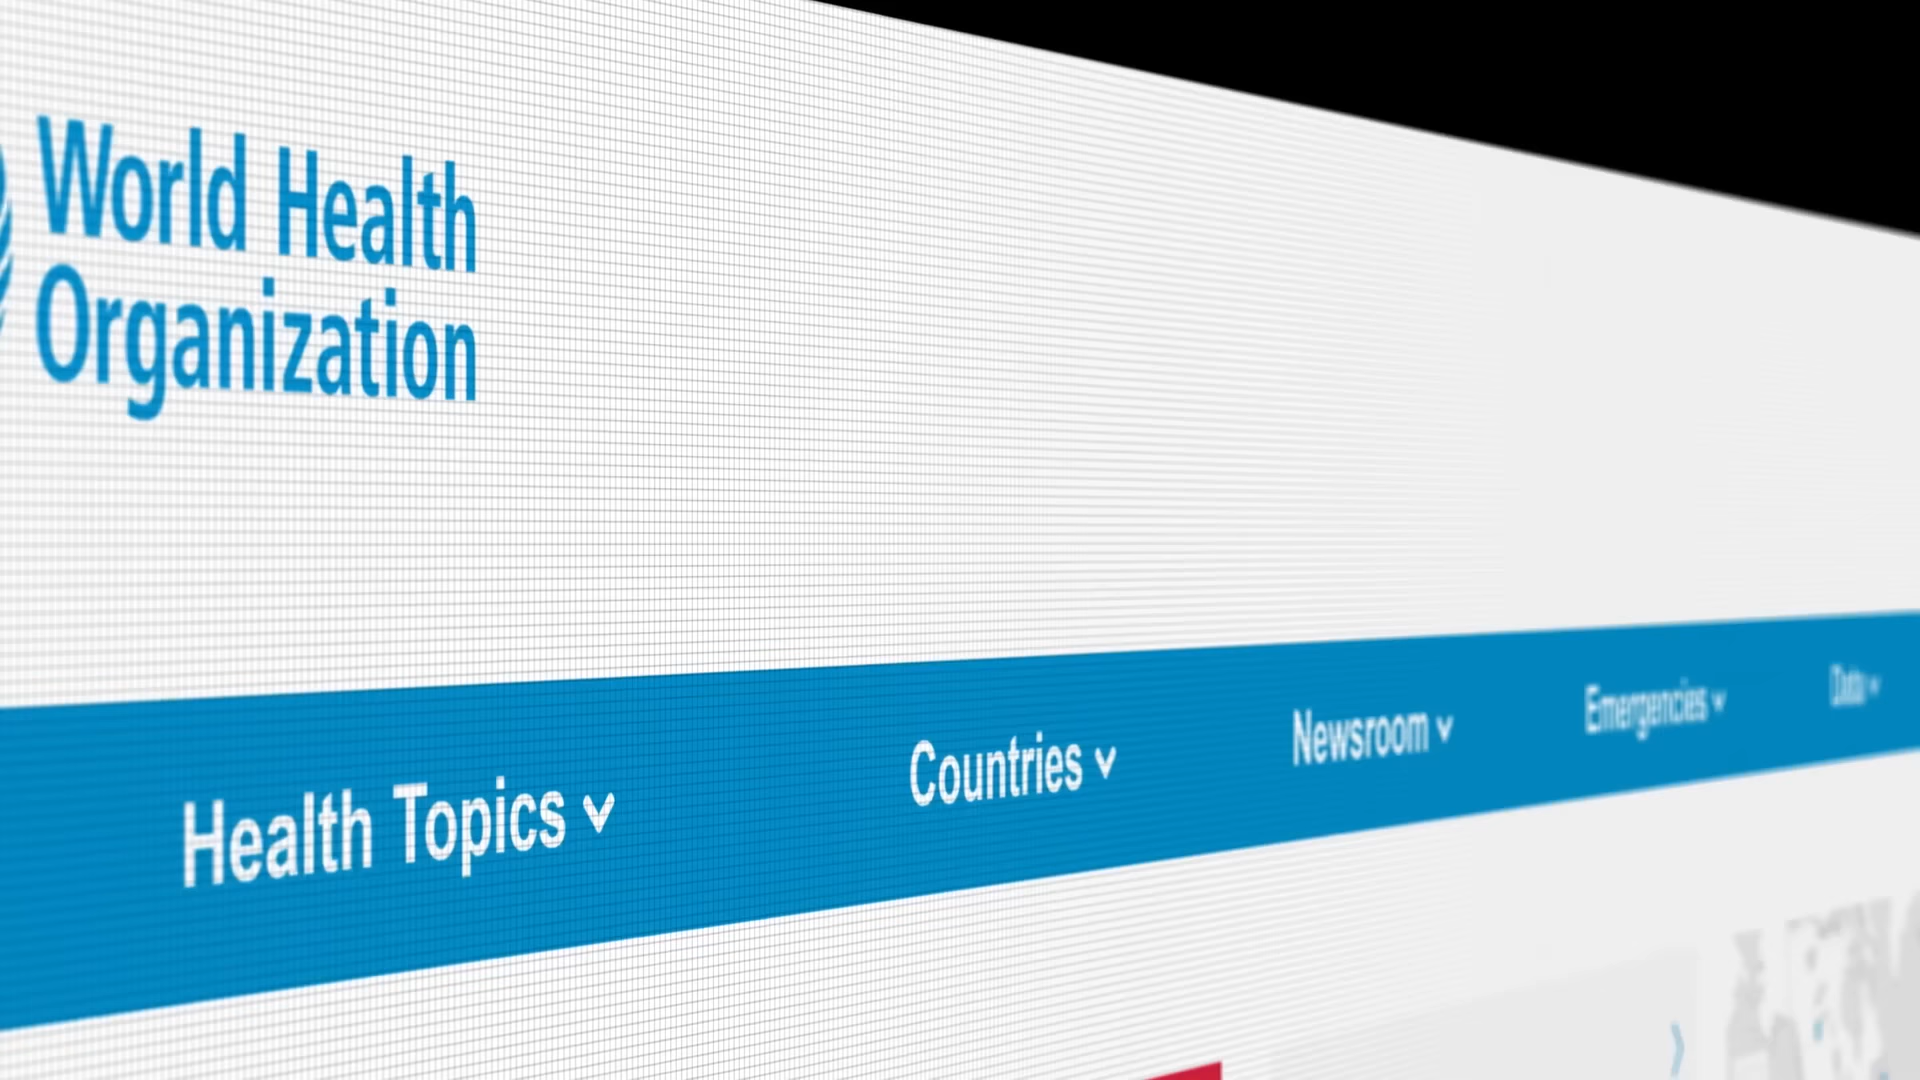 World Health
Organization
Health Topics
Countries
Newsroom
Emergencies
Data